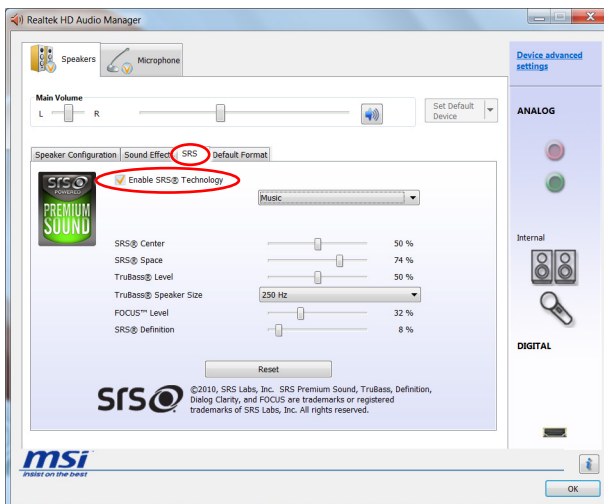 Realtek HD Audio Manager
Speakers
Microphone
Device advanced
settings
Main Volume
L
R
Set Default
Device
ANALOG
Speaker Configuration
Sound Effect
SRS
Default Format
SRS
POWERED
PREMIUM
SOUND
Enable SRS® Technology
Music
SRS® Center
50 %
SRS® Space
74 %
TruBass® Level
50 %
TruBass® Speaker Size
250 Hz
FOCUS™ Level
32 %
SRS® Definition
8 %
Internal
DIGITAL
Reset
SRS
©2010, SRS Labs, Inc. SRS Premium Sound, TruBass, Definition,
Dialog Clarity, and FOCUS are trademarks or registered
trademarks of SRS Labs, Inc. All rights reserved.
msi
insist on the best
i
OK